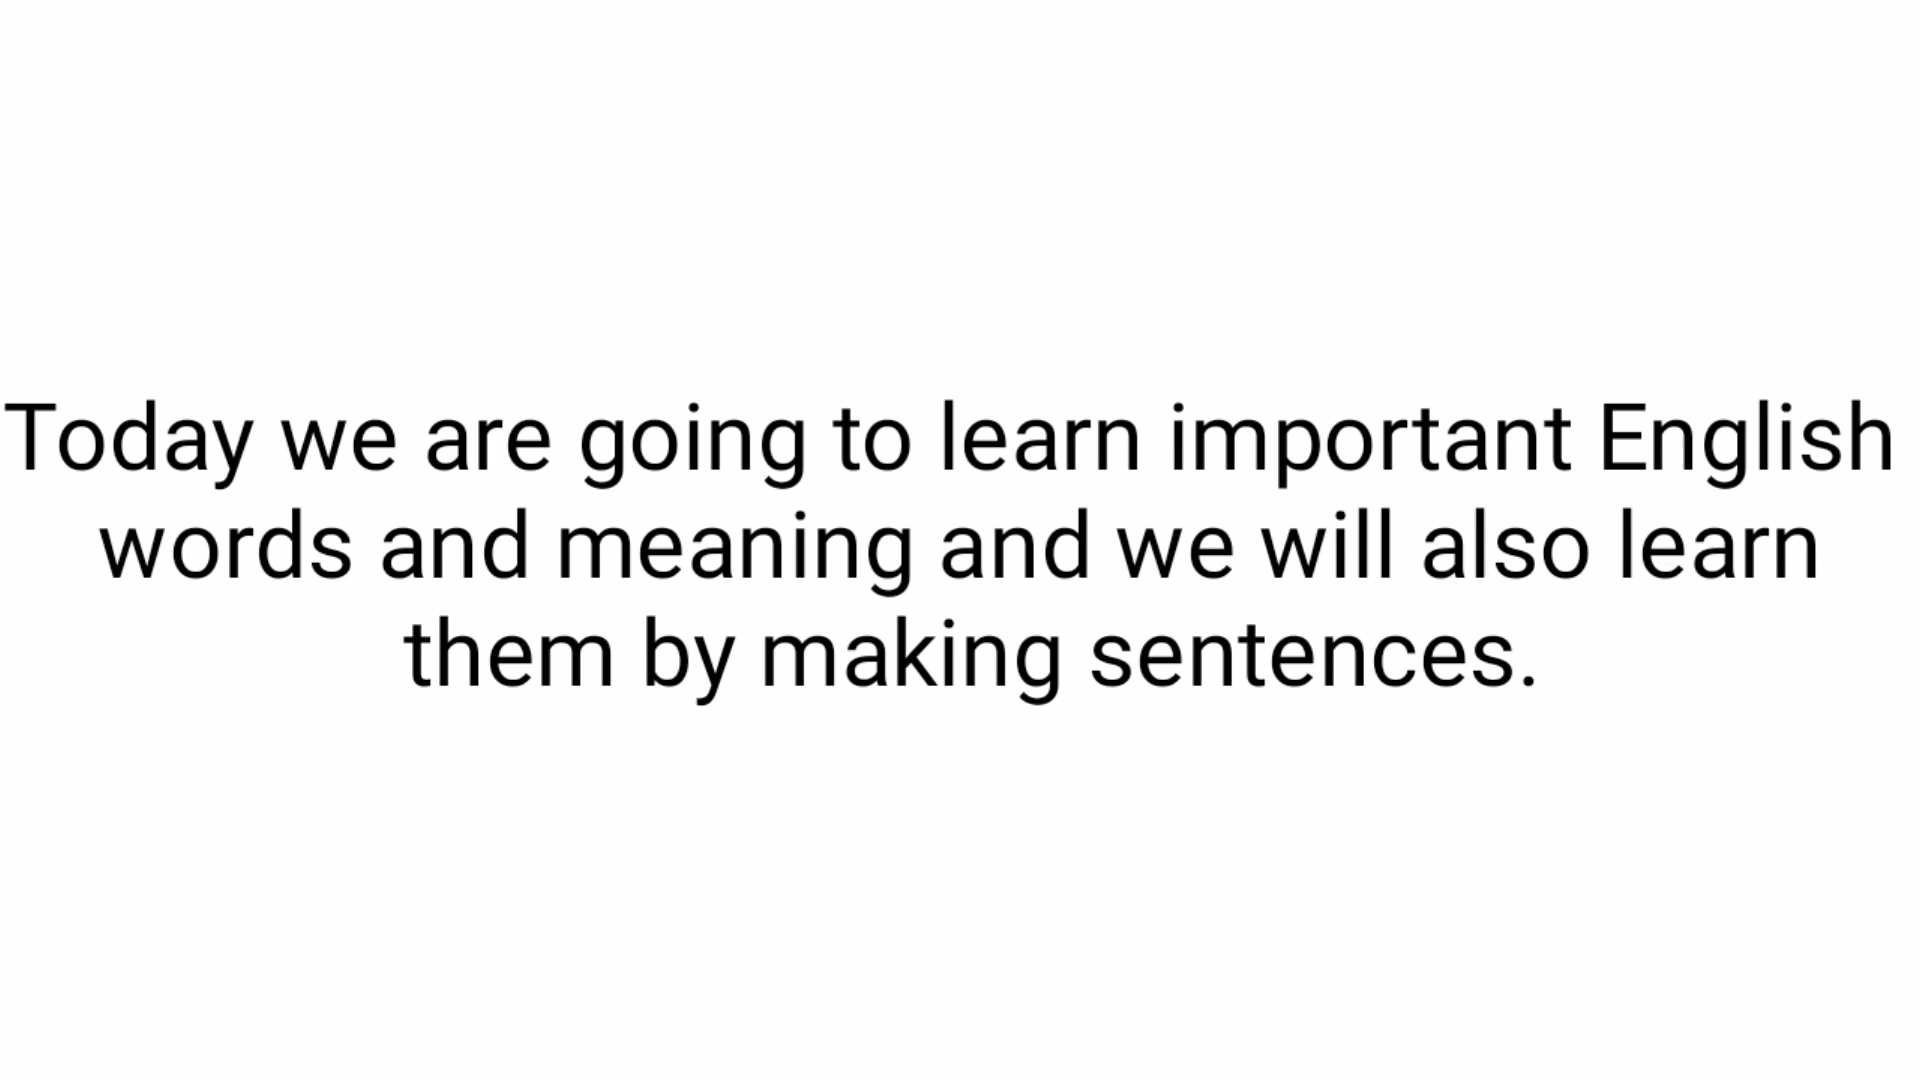 Today we are going to learn important English
words and meaning and we will also learn
them by making sentences.